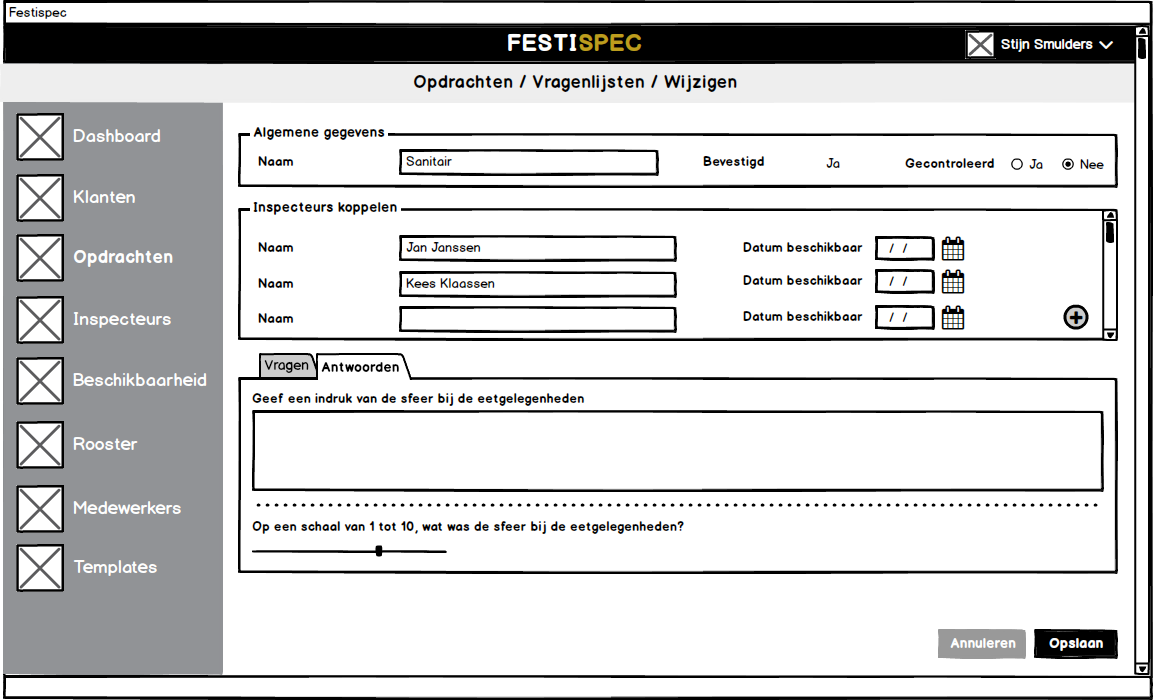 Festispec
FESTISPEC
Stijn Smulders
Opdrachten / Vragenlijsten / Wijzigen
Dashboard
Klanten
Opdrachten
Inspecteurs
Beschikbaarheid
Rooster
Medewerkers
Templates
Algemene gegevens
Naam Sanitair Bevestigd Ja Gecontroleerd Ja Nee
Inspecteurs koppelen
Naam Jan Janssen Datum beschikbaar / /
Naam Kees Klaassen Datum beschikbaar / /
Naam Datum beschikbaar / /
Vragen Antwoorden
Geef een indruk van de sfeer bij de eetgelegenheden
Op een schaal van 1 tot 10, wat was de sfeer bij de eetgelegenheden?
Annuleren Opslaan